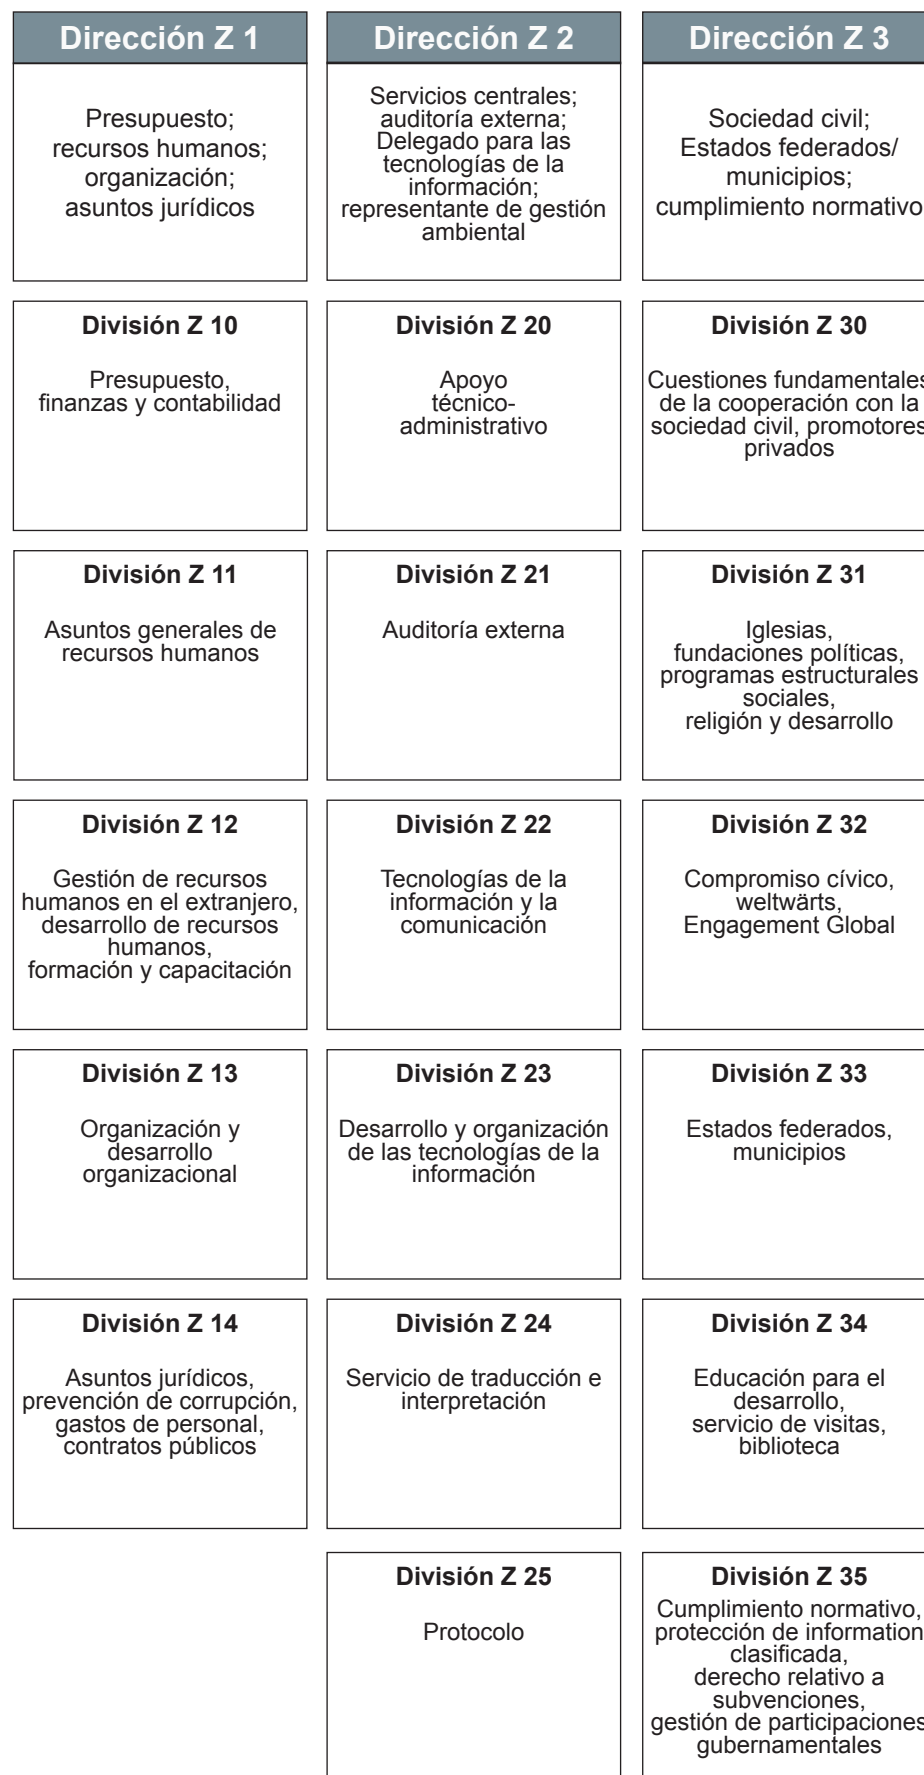 Dirección Z 1
Presupuesto;
recursos humanos;
organización;
asuntos jurídicos
División Z 10
Presupuesto,
finanzas y contabilidad
División Z 11
Asuntos generales de
recursos humanos
División Z 12
Gestión de recursos
humanos en el extranjero,
desarrollo de recursos
humanos,
formación y capacitación
División Z 13
Organización y
desarrollo
organizacional
División Z 14
Asuntos jurídicos,
prevención de corrupción,
gastos de personal,
contratos públicos
Dirección Z 2
Servicios centrales;
auditoría externa;
Delegado para las
tecnologías de la
información;
representante de gestión
ambiental
División Z 20
Apoyo
técnico-
administrativo
División Z 21
Auditoría externa
División Z 22
Tecnologías de la
información y la
comunicación
División Z 23
Desarrollo y organización
de las tecnologías de la
información
División Z 24
Servicio de traducción e
interpretación
División Z 25
Protocolo
Dirección Z 3
Sociedad civil;
Estados federados/
municipios;
cumplimiento normativo
División Z 30
Cuestiones fundamentales
de la cooperación con la
sociedad civil, promotores
privados
División Z 31
Iglesias,
fundaciones políticas,
programas estructurales
sociales,
religión y desarrollo
División Z 32
Compromiso cívico,
weltwärts,
Engagement Global
División Z 33
Estados federados,
municipios
División Z 34
Educación para el
desarrollo,
servicio de visitas,
biblioteca
División Z 35
Cumplimiento normativo,
protección de information
clasificada,
derecho relativo a
subvenciones,
gestión de participaciones
gubernamentales